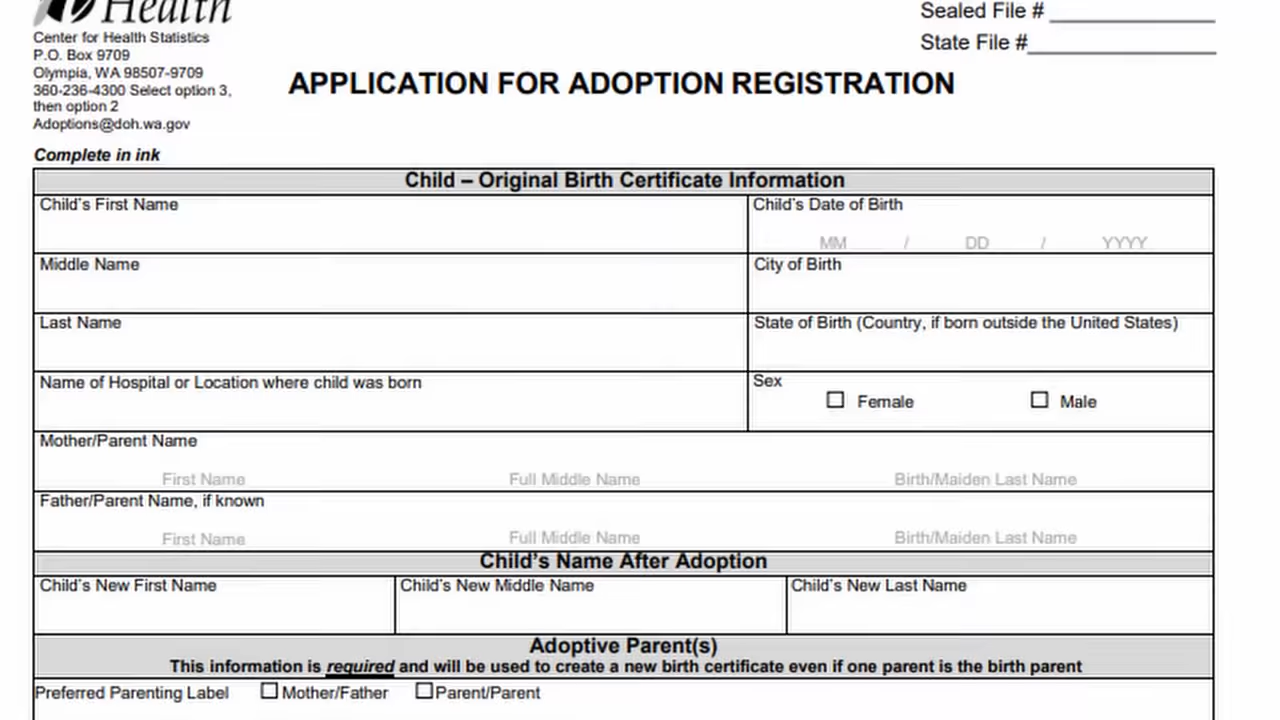 Health
Sealed File #
Center for Health Statistics
State File #
P.O. Box 9709
Olympia, WA 98507-9709
360-236-4300 Select option 3,
then option 2
Adoptions@doh.wa.gov
APPLICATION FOR ADOPTION REGISTRATION
Complete in ink
Child – Original Birth Certificate Information
Child's First Name
Child's Date of Birth
MM / DD / YYYY
Middle Name
City of Birth
Last Name
State of Birth (Country, if born outside the United States)
Name of Hospital or Location where child was born
Sex
Female Male
Mother/Parent Name
First Name Full Middle Name Birth/Maiden Last Name
Father/Parent Name, if known
First Name Full Middle Name Birth/Maiden Last Name
Child's Name After Adoption
Child's New First Name Child's New Middle Name Child's New Last Name
Adoptive Parent(s)
This information is required and will be used to create a new birth certificate even if one parent is the birth parent
Preferred Parenting Label Mother/Father Parent/Parent